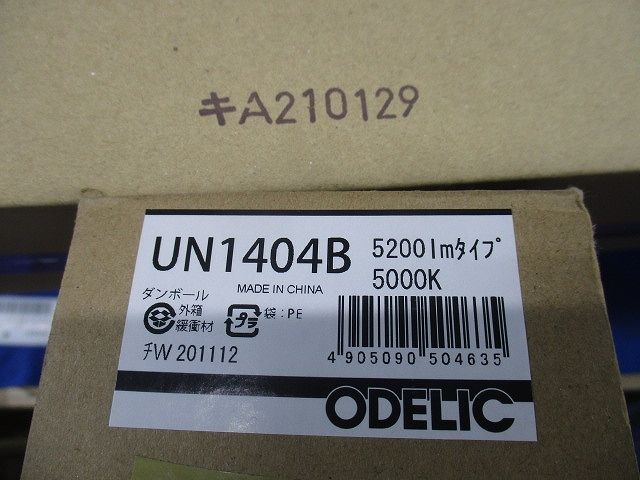 キA210129
UN1404B 5200lmタイプ
5000K
MADE IN CHINA
ダンボール
外箱
緩衝材
プラ
袋:PE
チW 201112
4 905090 504635
ODELIC